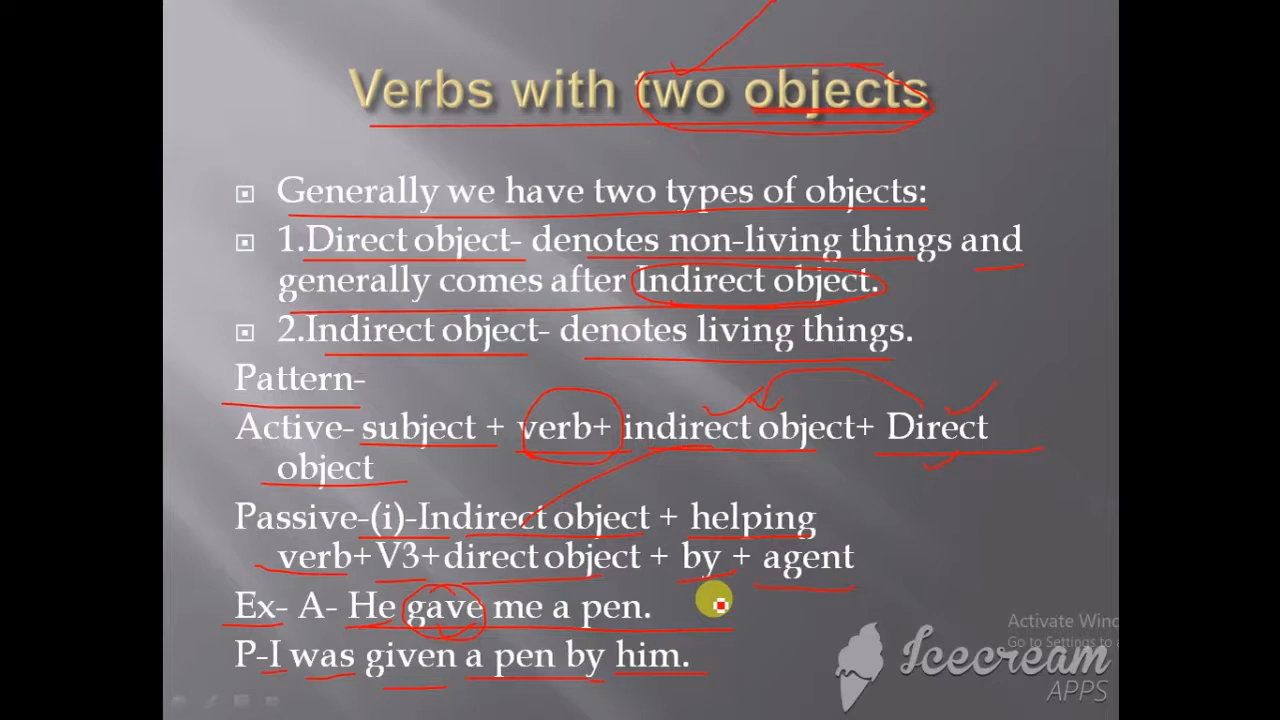 Verbs with two objects
Generally we have two types of objects:
1.Direct object- denotes non-living things and
generally comes after Indirect object.
2.Indirect object- denotes living things.
Pattern-
Active- subject + verb+ indirect object+ Direct
object
Passive-(i)-Indirect object + helping
verb+V3+direct object + by + agent
Ex- A- He gave me a pen.
P-I was given a pen by him.
Activate Wind
Go to Settings to a
Icecream
APPS